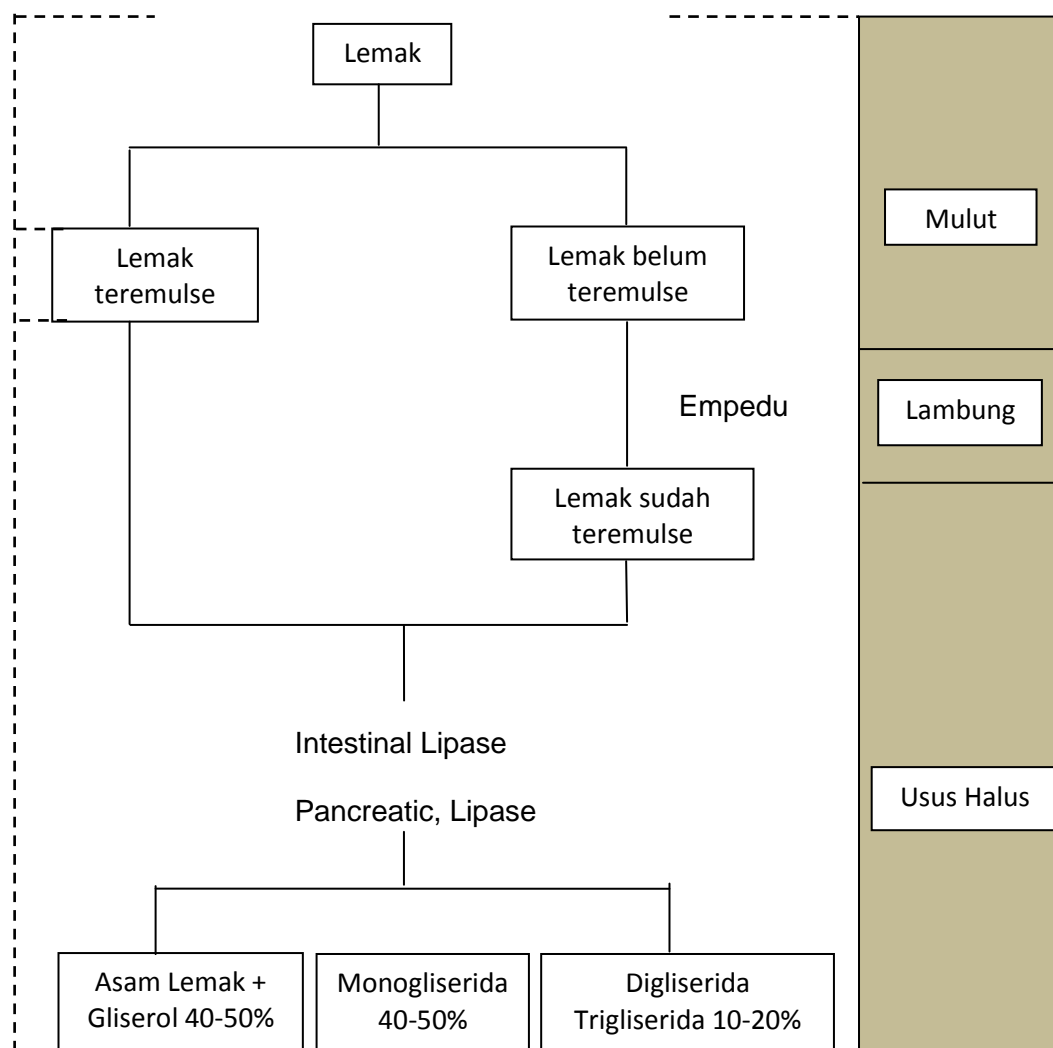 Lemak
Mulut
Lemak
teremulse
Lemak belum
teremulse
Empedu
Lambung
Lemak sudah
teremulse
Intestinal Lipase
Usus Halus
Pancreatic, Lipase
Asam Lemak +
Gliserol 40-50%
Monogliserida
40-50%
Digliserida
Trigliserida 10-20%